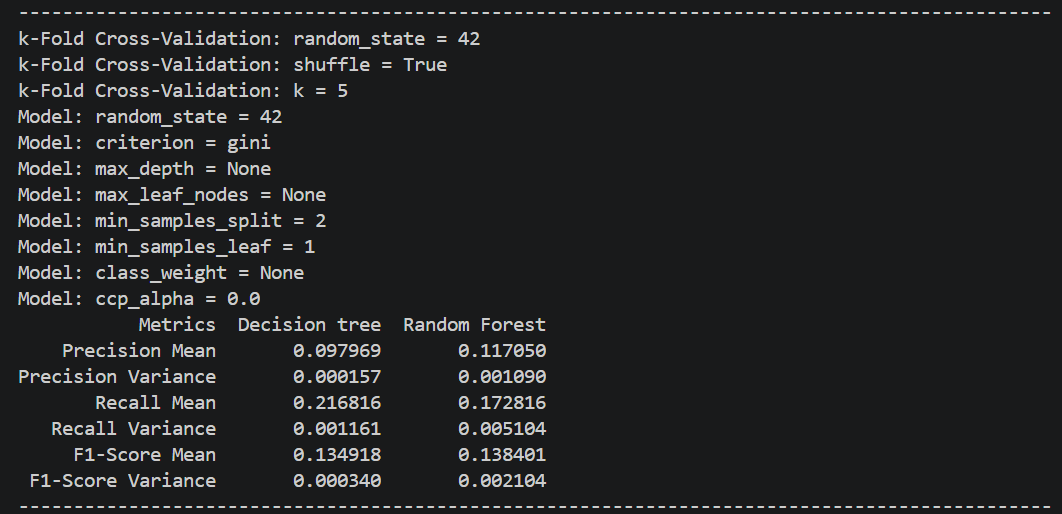 ----------------------------------------------------------------------------------------------
k-Fold Cross-Validation: random_state = 42
k-Fold Cross-Validation: shuffle = True
k-Fold Cross-Validation: k = 5
Model: random_state = 42
Model: criterion = gini
Model: max_depth = None
Model: max_leaf_nodes = None
Model: min_samples_split = 2
Model: min_samples_leaf = 1
Model: class_weight = None
Model: ccp_alpha = 0.0
           Metrics  Decision tree  Random Forest
    Precision Mean       0.097969       0.117050
Precision Variance       0.000157       0.001090
       Recall Mean       0.216816       0.172816
   Recall Variance       0.001161       0.005104
     F1-Score Mean       0.134918       0.138401
 F1-Score Variance       0.000340       0.002104
----------------------------------------------------------------------------------------------